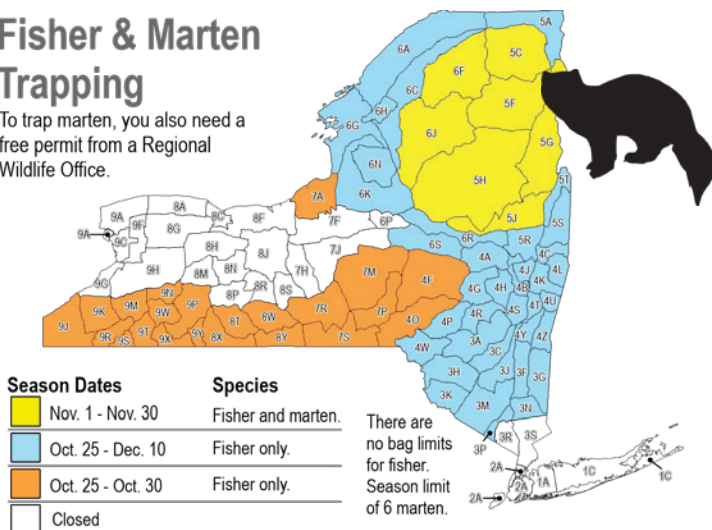 Fisher & Marten
Trapping
To trap marten, you also need a
free permit from a Regional
Wildlife Office.
5A
6A
5C
6F
6C
5F
6H
6G
6J
5G
6N
5H
5T
7A
6K
8A
9A
9F
8C
8F
7F
6P
5J
5S
9A
9C
8G
6R
5R
6S
8H
8J
7J
4A
4C
9H
8M
8N
7H
7M
4F
4J
4L
9G
8R
8S
4G
4H
4B
4K
9N
8P
9K
9M
9P
7R
7P
4O
4R
4S
4T
4U
9J
9W
8T
8W
4P
9R
9S
9T
9X
9Y
8X
8Y
7S
4W
3A
4Y
4Z
3C
3H
3J
3F
3G
3K
3M
3N
3P
3R
3S
2A
2A
1A
1C
1C
2A
Season Dates Species
Nov. 1 - Nov. 30 Fisher and marten.
Oct. 25 - Dec. 10 Fisher only.
Oct. 25 - Oct. 30 Fisher only.
Closed
There are
no bag limits
for fisher.
Season limit
of 6 marten.